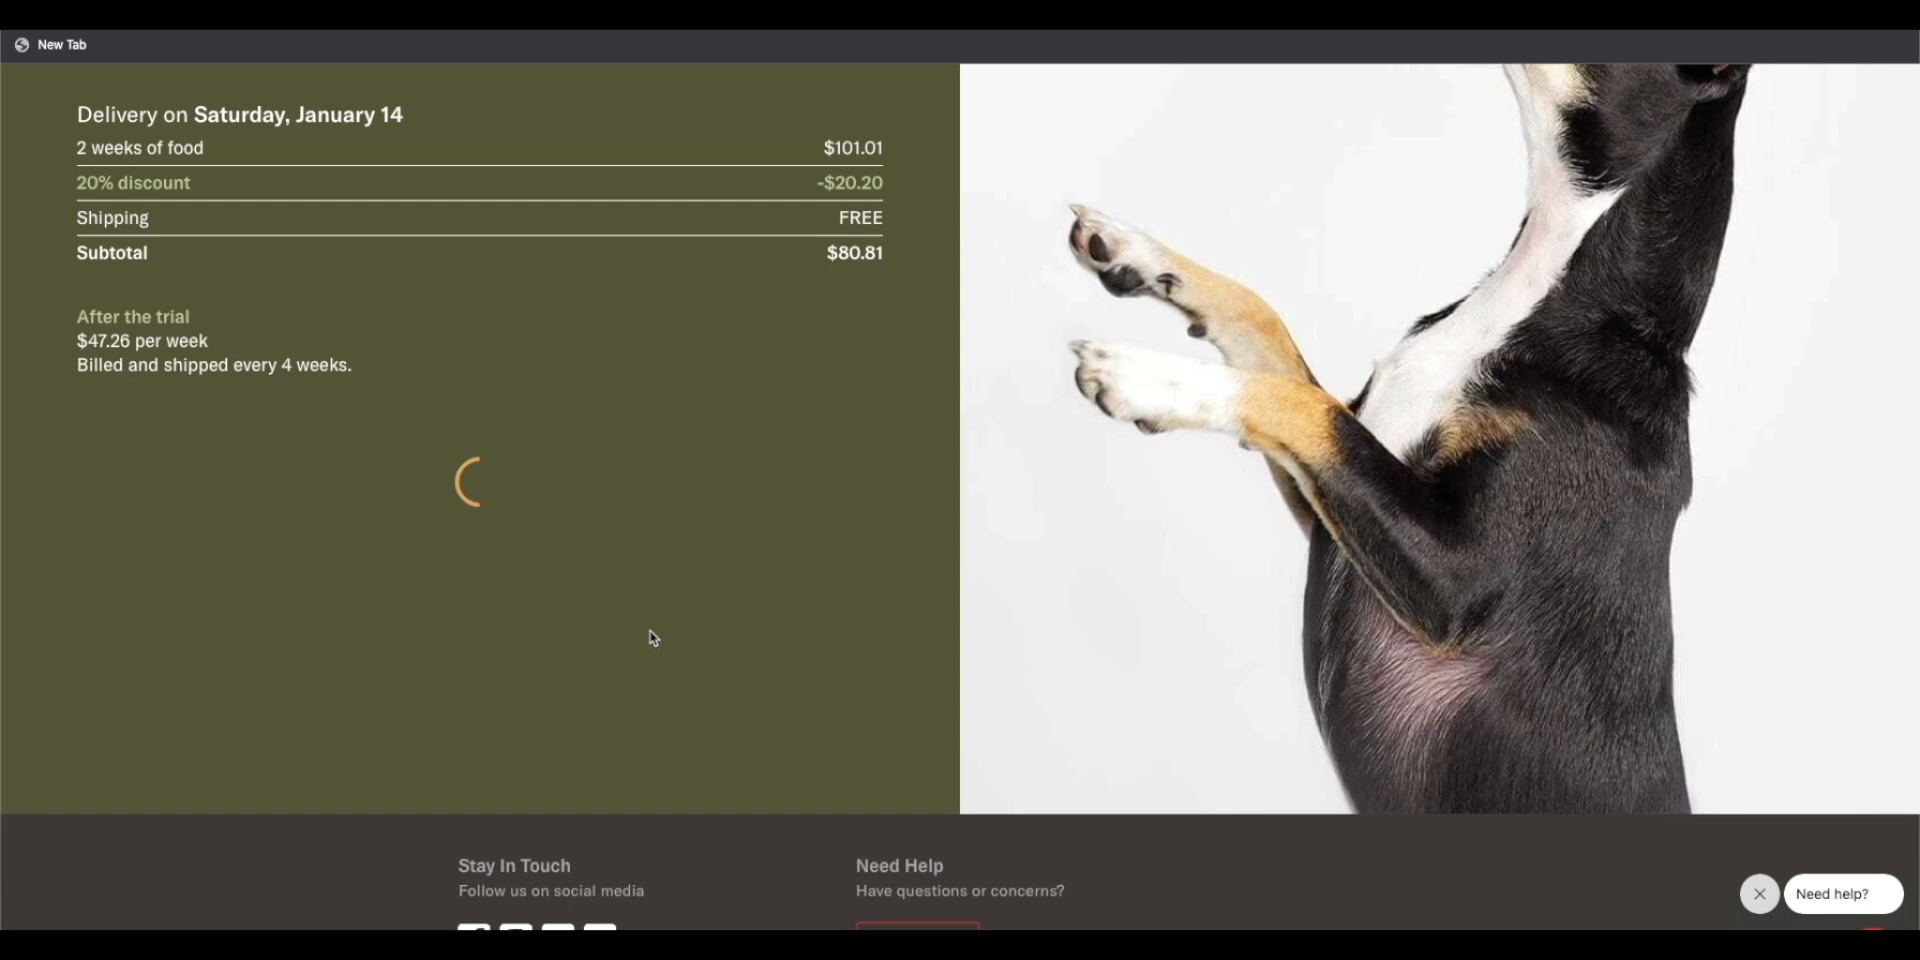 New Tab
Delivery on Saturday, January 14
2 weeks of food $101.01
20% discount -$20.20
Shipping FREE
Subtotal $80.81
After the trial
$47.26 per week
Billed and shipped every 4 weeks.
Stay In Touch
Follow us on social media
Need Help
Have questions or concerns?
Need help?